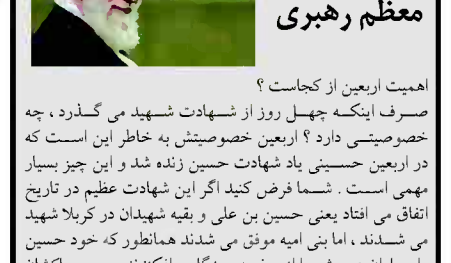 معظم رهبری
اهمیت اربعین از کجاست ؟
صرف اینکه چهل روز از شهادت شهید می گذرد ، چه
خصوصیتی دارد ؟ اربعین خصوصیتش به خاطر این است که
در اربعین حسینی یاد شهادت حسین زنده شد و این چیز بسیار
مهمی است . شما فرض کنید اگر این شهادت عظیم در تاریخ
اتفاق می افتاد یعنی حسین بن علی و بقیه شهیدان در کربلا شهید
می شدند ، اما بنی امیه موفق می شدند همانطور که خود حسین